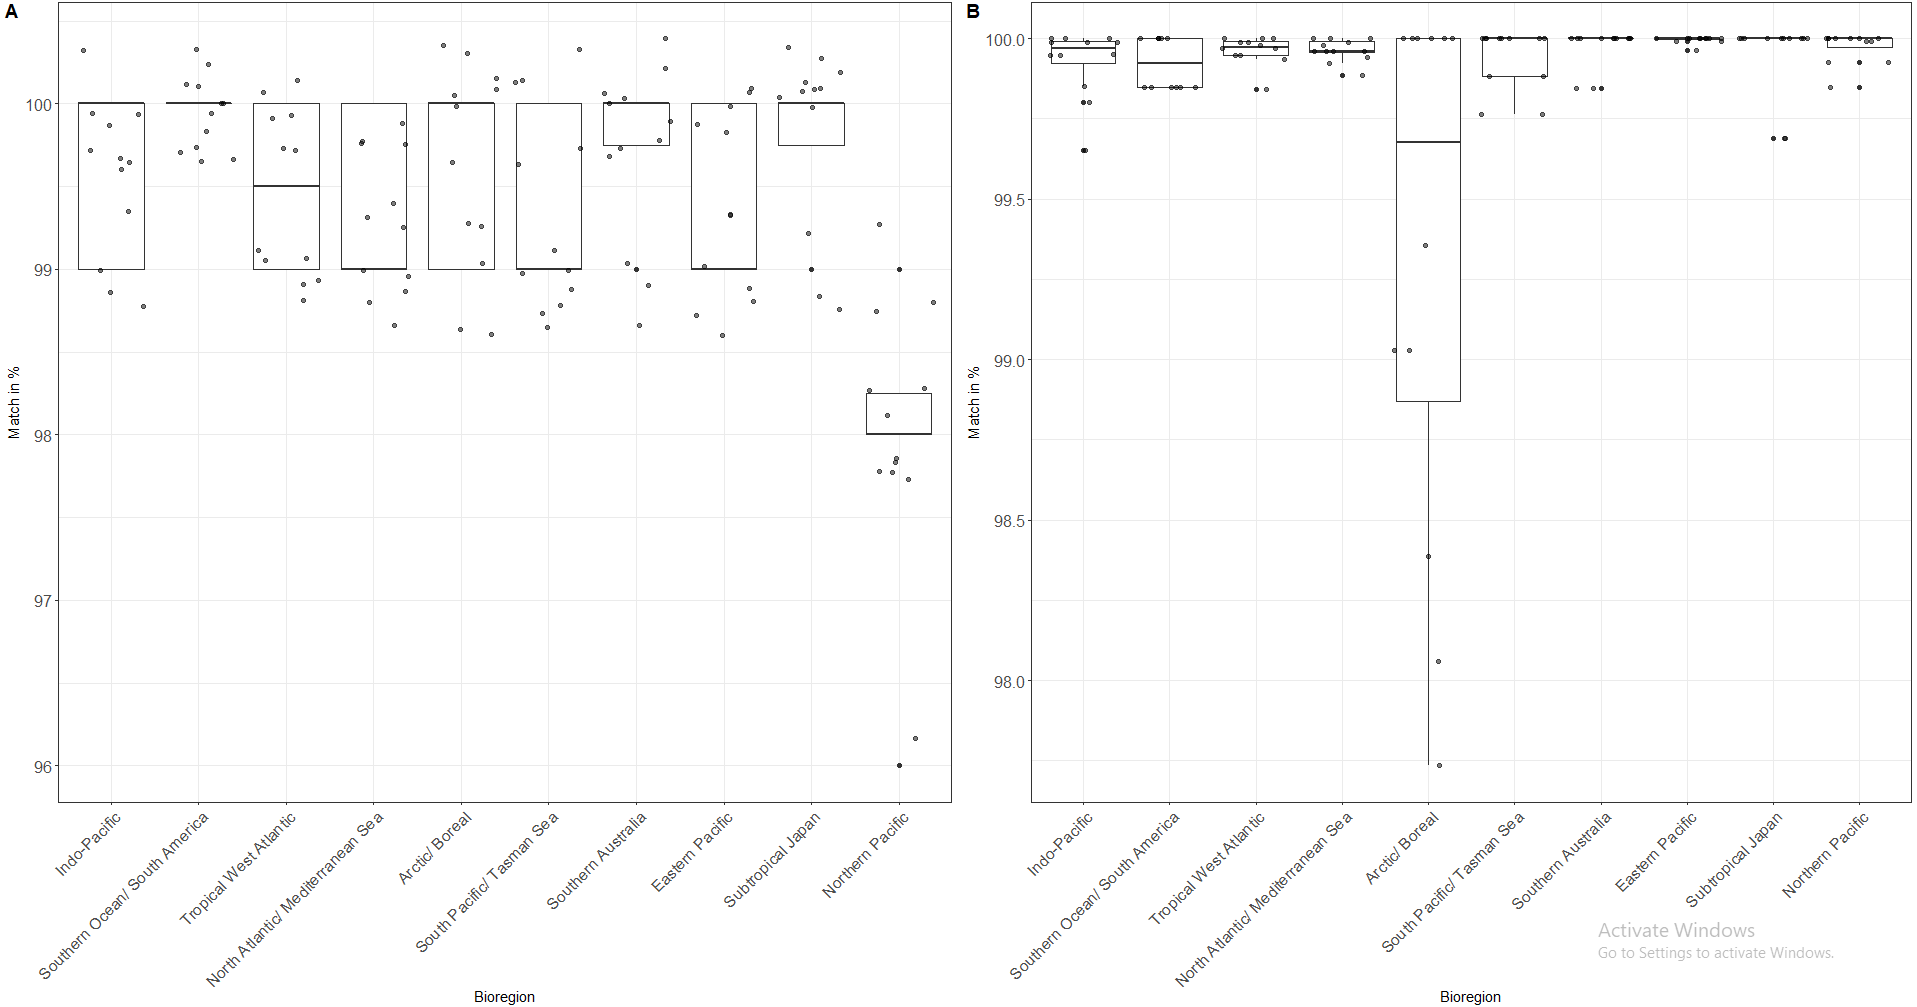 A
Match in %
100
99
98
97
96
Indo-Pacific
Southern Ocean/ South America
Tropical West Atlantic
North Atlantic/ Mediterranean Sea
Arctic/ Boreal
South Pacific/ Tasman Sea
Southern Australia
Eastern Pacific
Subtropical Japan
Northern Pacific
Bioregion
B
Match in %
100.0
99.5
99.0
98.5
98.0
Indo-Pacific
Southern Ocean/ South America
Tropical West Atlantic
North Atlantic/ Mediterranean Sea
Arctic/ Boreal
South Pacific/ Tasman Sea
Southern Australia
Eastern Pacific
Subtropical Japan
Northern Pacific
Bioregion
Activate Windows
Go to Settings to activate Windows.